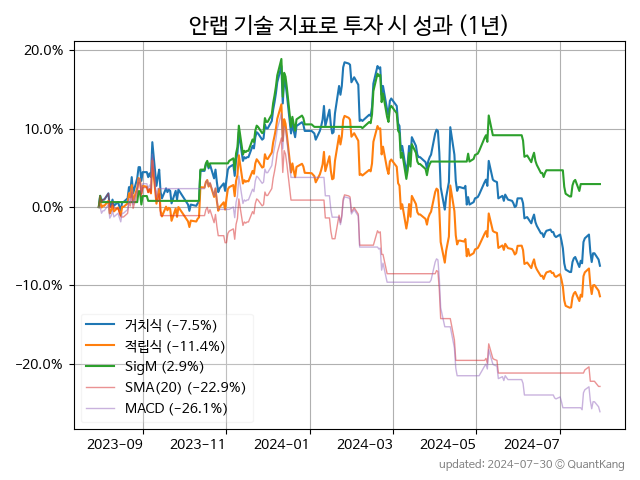 안랩 기술 지표로 투자 시 성과 (1년)
20.0%
10.0%
0.0%
−10.0%
−20.0%
거치식 (−7.5%)
적립식 (−11.4%)
SigM (2.9%)
SMA(20) (−22.9%)
MACD (−26.1%)
2023−09 2023−11 2024−01 2024−03 2024−05 2024−07
updated: 2024-07-30 © QuantKang